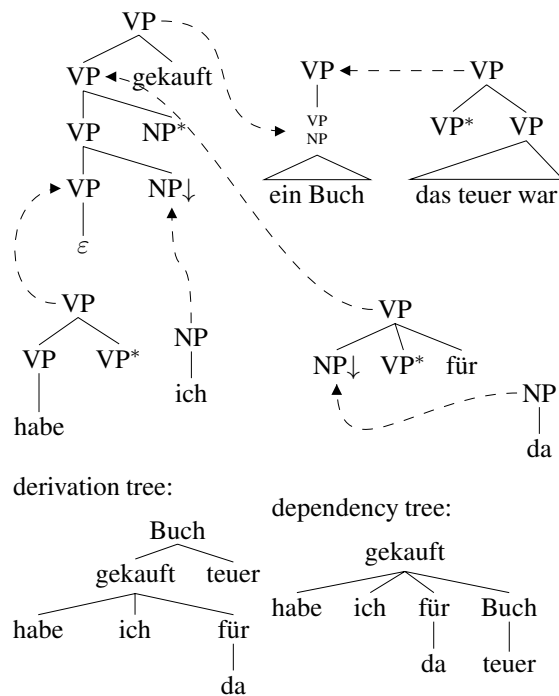 VP
VP gekauft VP VP
VP NP* VP NP VP* VP
VP NP↓ ein Buch das teuer war
ε
VP VP
VP VP* NP NP↓ VP* für
habe ich NP
da
derivation tree:
dependency tree:
Buch
gekauft teuer
habe ich für
da
gekauft
habe ich für Buch
da teuer